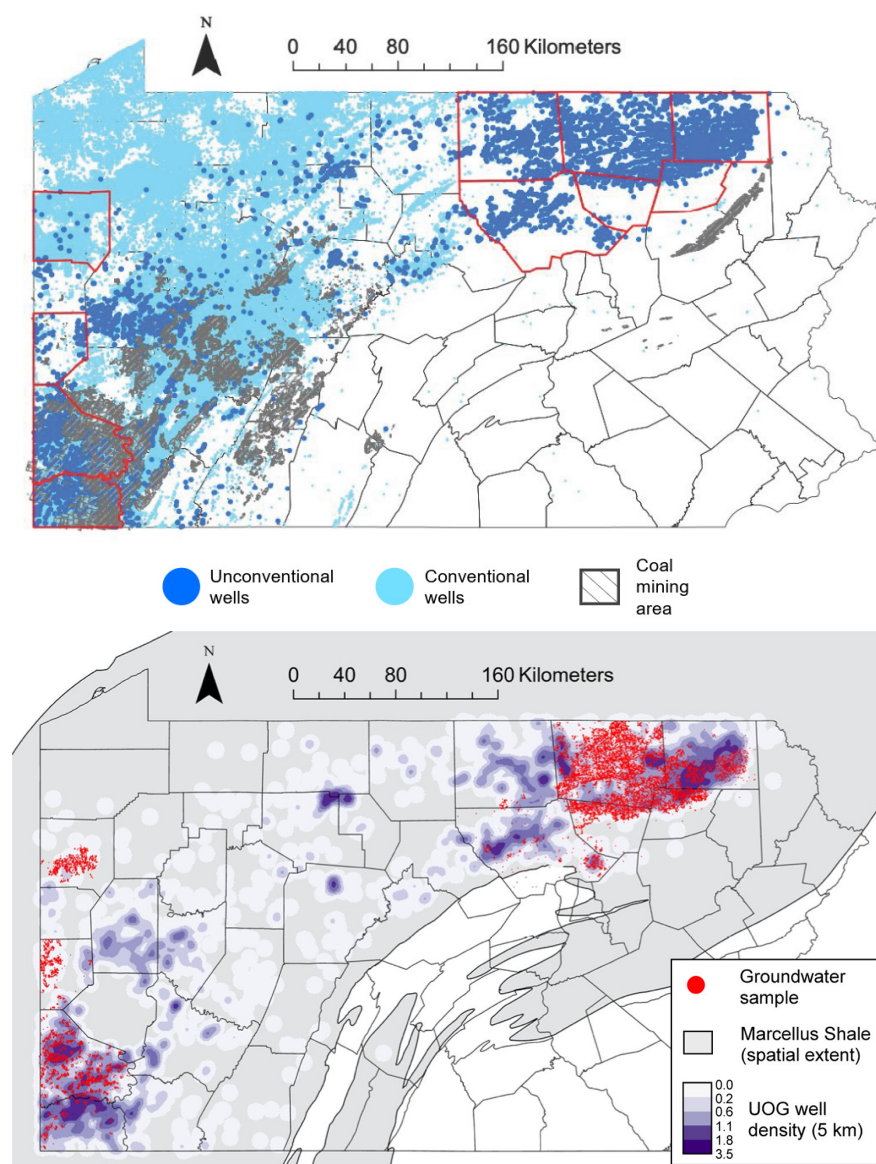 N
0 40 80 160 Kilometers
Unconventional wells
Conventional wells
Coal mining area
N
0 40 80 160 Kilometers
Groundwater sample
Marcellus Shale (spatial extent)
0.0
0.2
0.6
1.1
1.8
3.5
UOG well density (5 km)